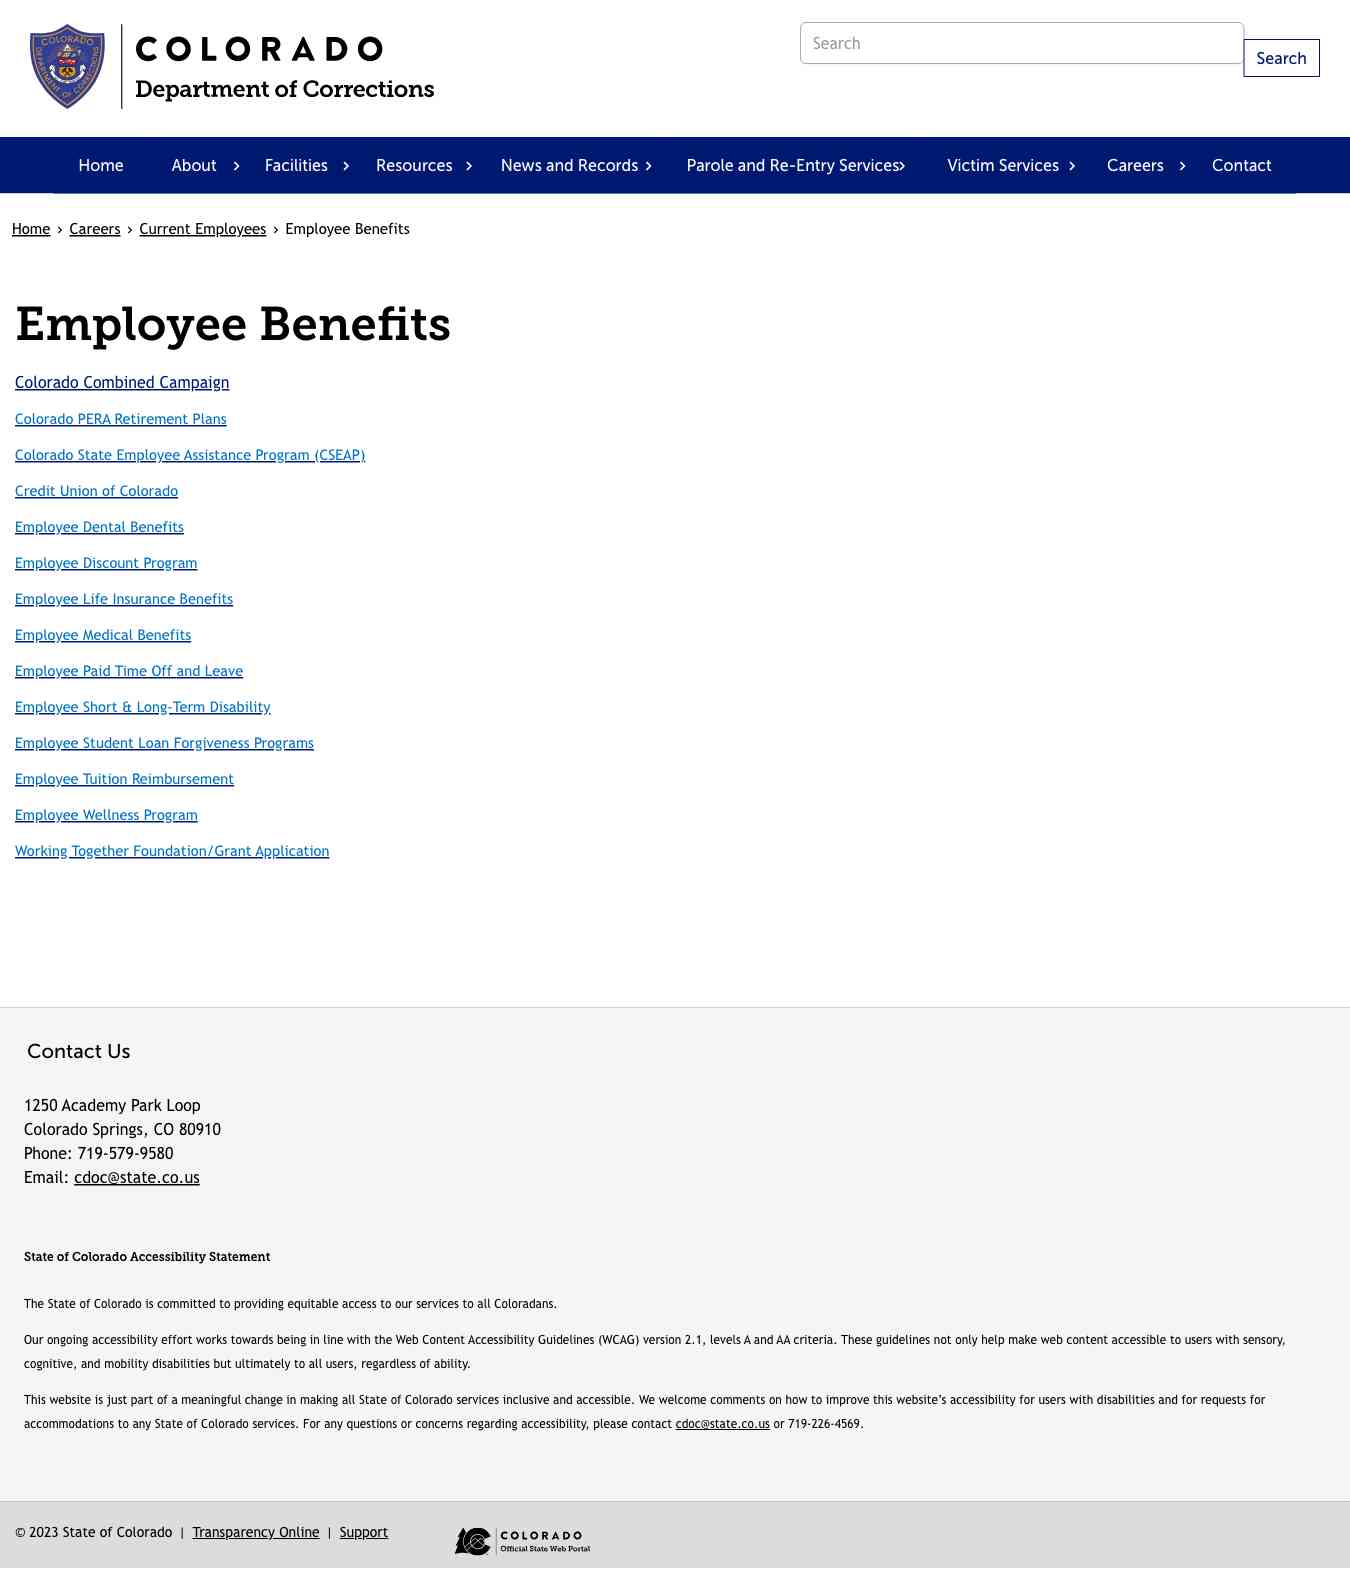 COLORADO
Department of Corrections
Search
Search
Home About Facilities Resources News and Records Parole and Re-Entry Services Victim Services Careers Contact
Home › Careers › Current Employees › Employee Benefits
Employee Benefits
Colorado Combined Campaign
Colorado PERA Retirement Plans
Colorado State Employee Assistance Program (CSEAP)
Credit Union of Colorado
Employee Dental Benefits
Employee Discount Program
Employee Life Insurance Benefits
Employee Medical Benefits
Employee Paid Time Off and Leave
Employee Short & Long-Term Disability
Employee Student Loan Forgiveness Programs
Employee Tuition Reimbursement
Employee Wellness Program
Working Together Foundation/Grant Application
Contact Us
1250 Academy Park Loop
Colorado Springs, CO 80910
Phone: 719-579-9580
Email: cdoc@state.co.us
State of Colorado Accessibility Statement
The State of Colorado is committed to providing equitable access to our services to all Coloradans.
Our ongoing accessibility effort works towards being in line with the Web Content Accessibility Guidelines (WCAG) version 2.1, levels A and AA criteria. These guidelines not only help make web content accessible to users with sensory,
cognitive, and mobility disabilities but ultimately to all users, regardless of ability.
This website is just part of a meaningful change in making all State of Colorado services inclusive and accessible. We welcome comments on how to improve this website’s accessibility for users with disabilities and for requests for
accommodations to any State of Colorado services. For any questions or concerns regarding accessibility, please contact cdoc@state.co.us or 719-226-4569.
© 2023 State of Colorado | Transparency Online | Support
COLORADO
Official State Web Portal